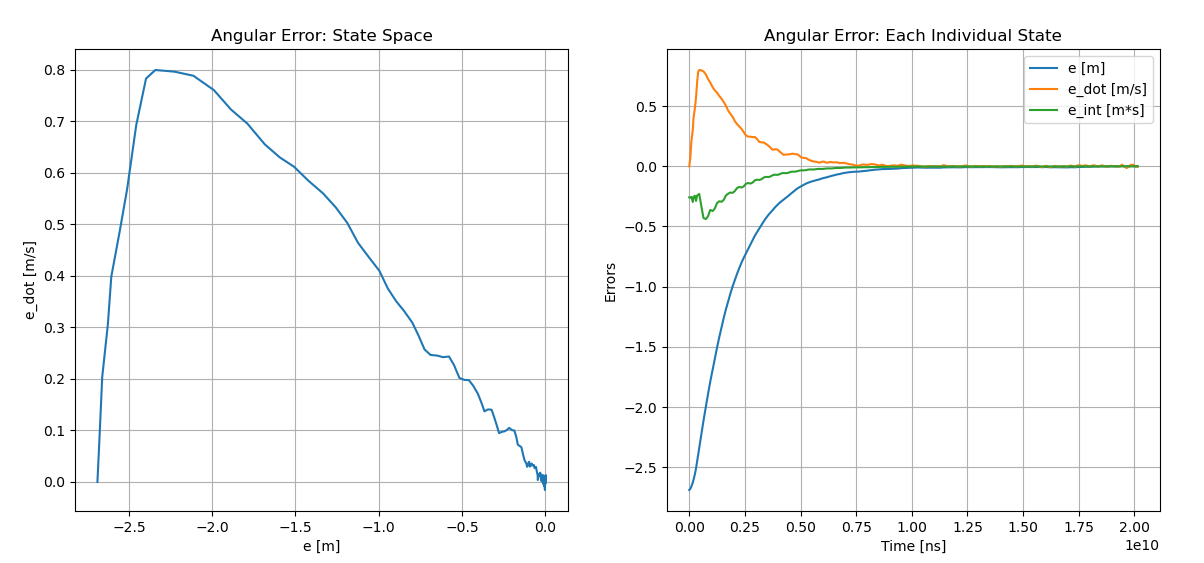 Angular Error: State Space
0.8
0.7
0.6
0.5
0.4
0.3
0.2
0.1
0.0
e_dot [m/s]
−2.5 −2.0 −1.5 −1.0 −0.5 0.0
e [m]
Angular Error: Each Individual State
e [m]
e_dot [m/s]
e_int [m*s]
0.5
0.0
−0.5
−1.0
−1.5
−2.0
−2.5
Errors
0.00 0.25 0.50 0.75 1.00 1.25 1.50 1.75 2.00
1e10
Time [ns]